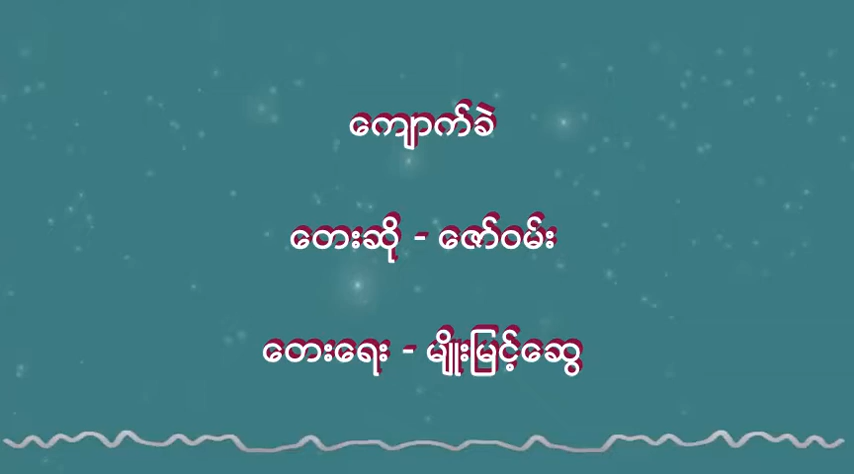 ကျောက်ခဲ
တေးဆို - ဇော်ဝမ်း
တေးရေး - မျိုးမြင့်ဆွေ